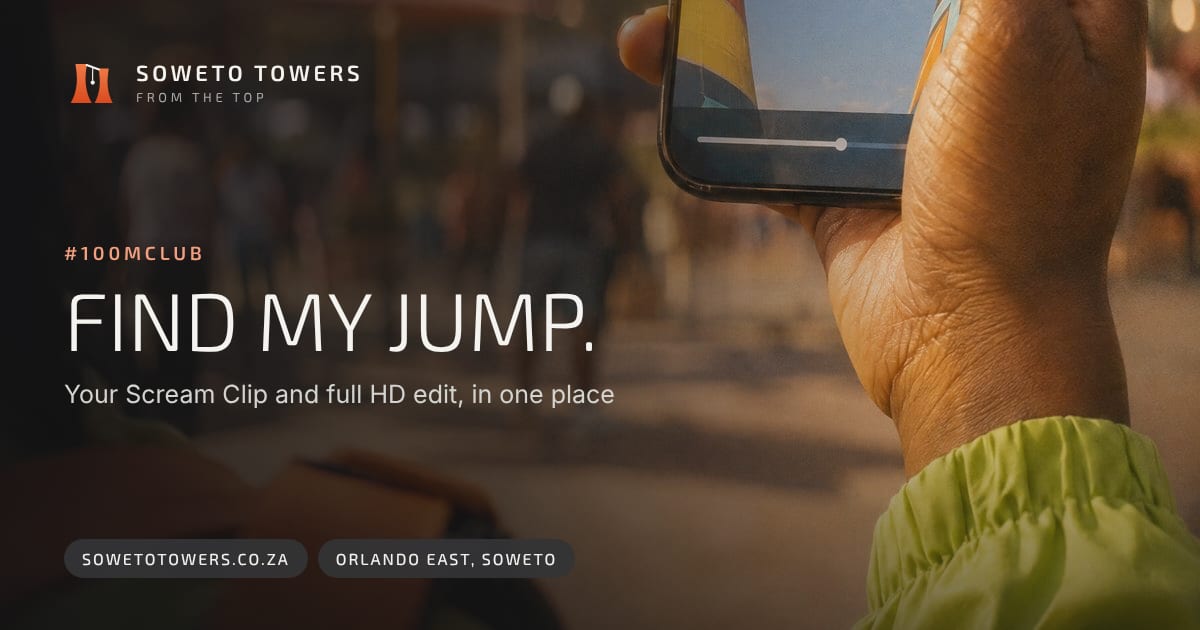 SOWETO TOWERS
FROM THE TOP
#100MCLUB
FIND MY JUMP.
Your Scream Clip and full HD edit, in one place
SOWETOTOWERS.CO.ZA
ORLANDO EAST, SOWETO